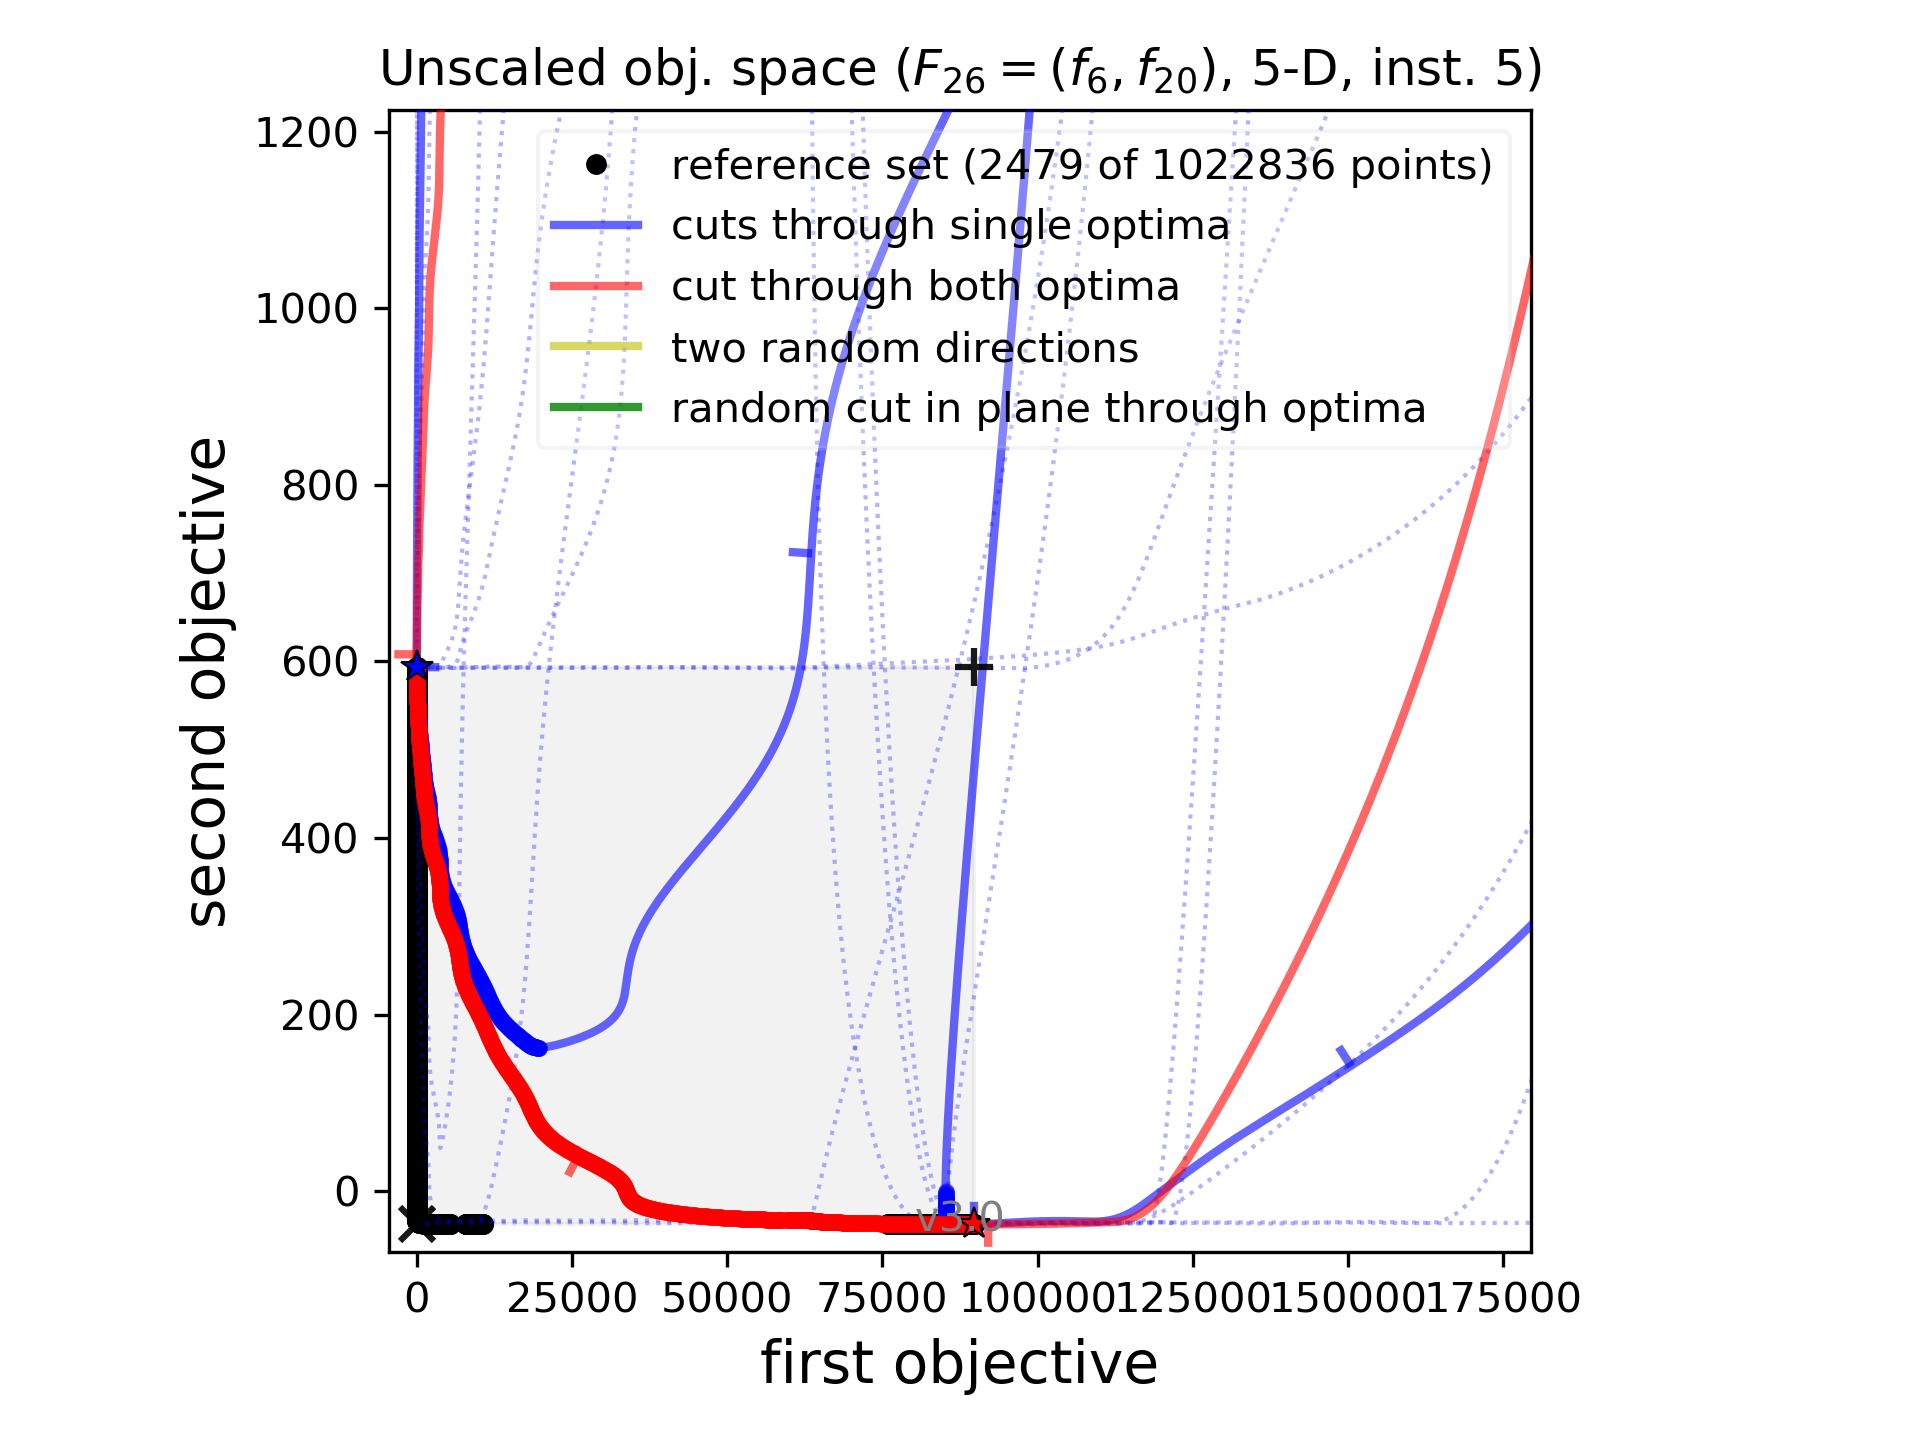 Unscaled obj. space (F26 = (f6, f20), 5-D, inst. 5)
1200
1000
800
600
400
200
0
second objective
reference set (2479 of 1022836 points)
cuts through single optima
cut through both optima
two random directions
random cut in plane through optima
v3.0
0 25000 50000 75000 100000 125000 150000 175000
first objective